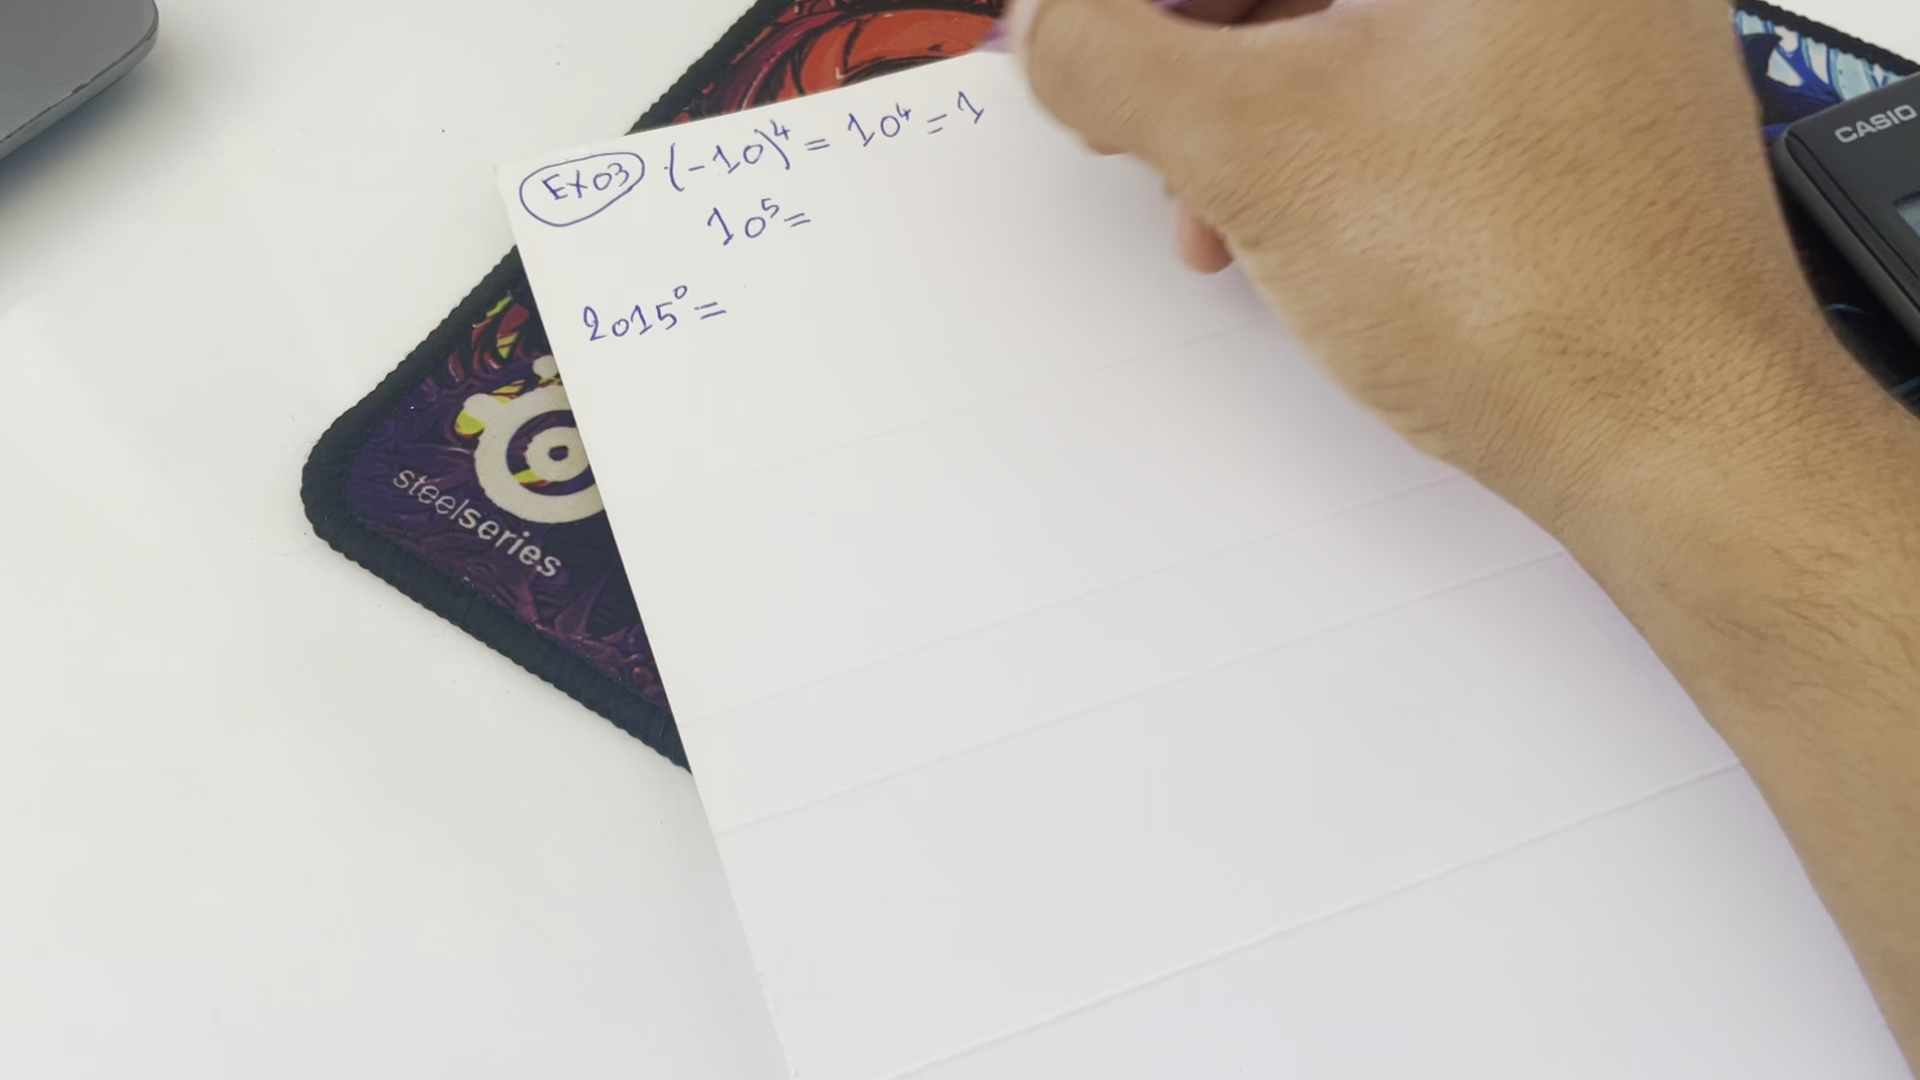 EX03 (-10)⁴ = 10⁴ = 1
10⁵ =
2015⁰ =
steelseries
CASIO